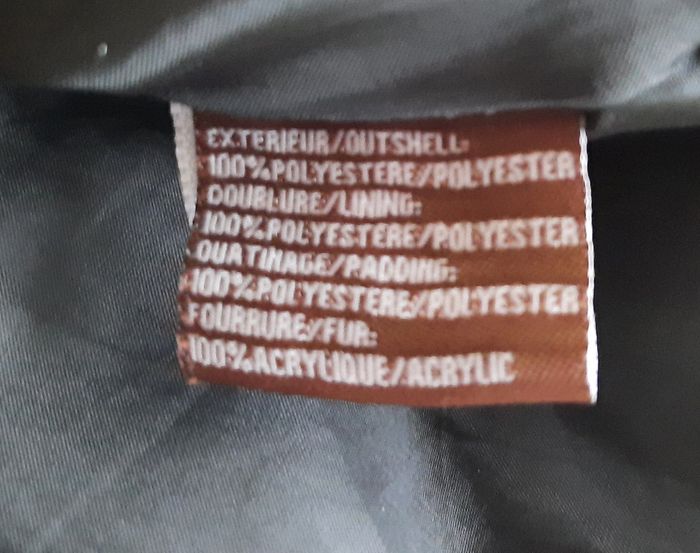 EXTERIEUR/OUTSHELL:
100%POLYESTERE/POLYESTER
DOUBLURE/LINING:
100%POLYESTERE/POLYESTER
OUATINAGE/PADDING:
100%POLYESTERE/POLYESTER
FOURRURE/FUR:
100%ACRYLIQUE/ACRYLIC